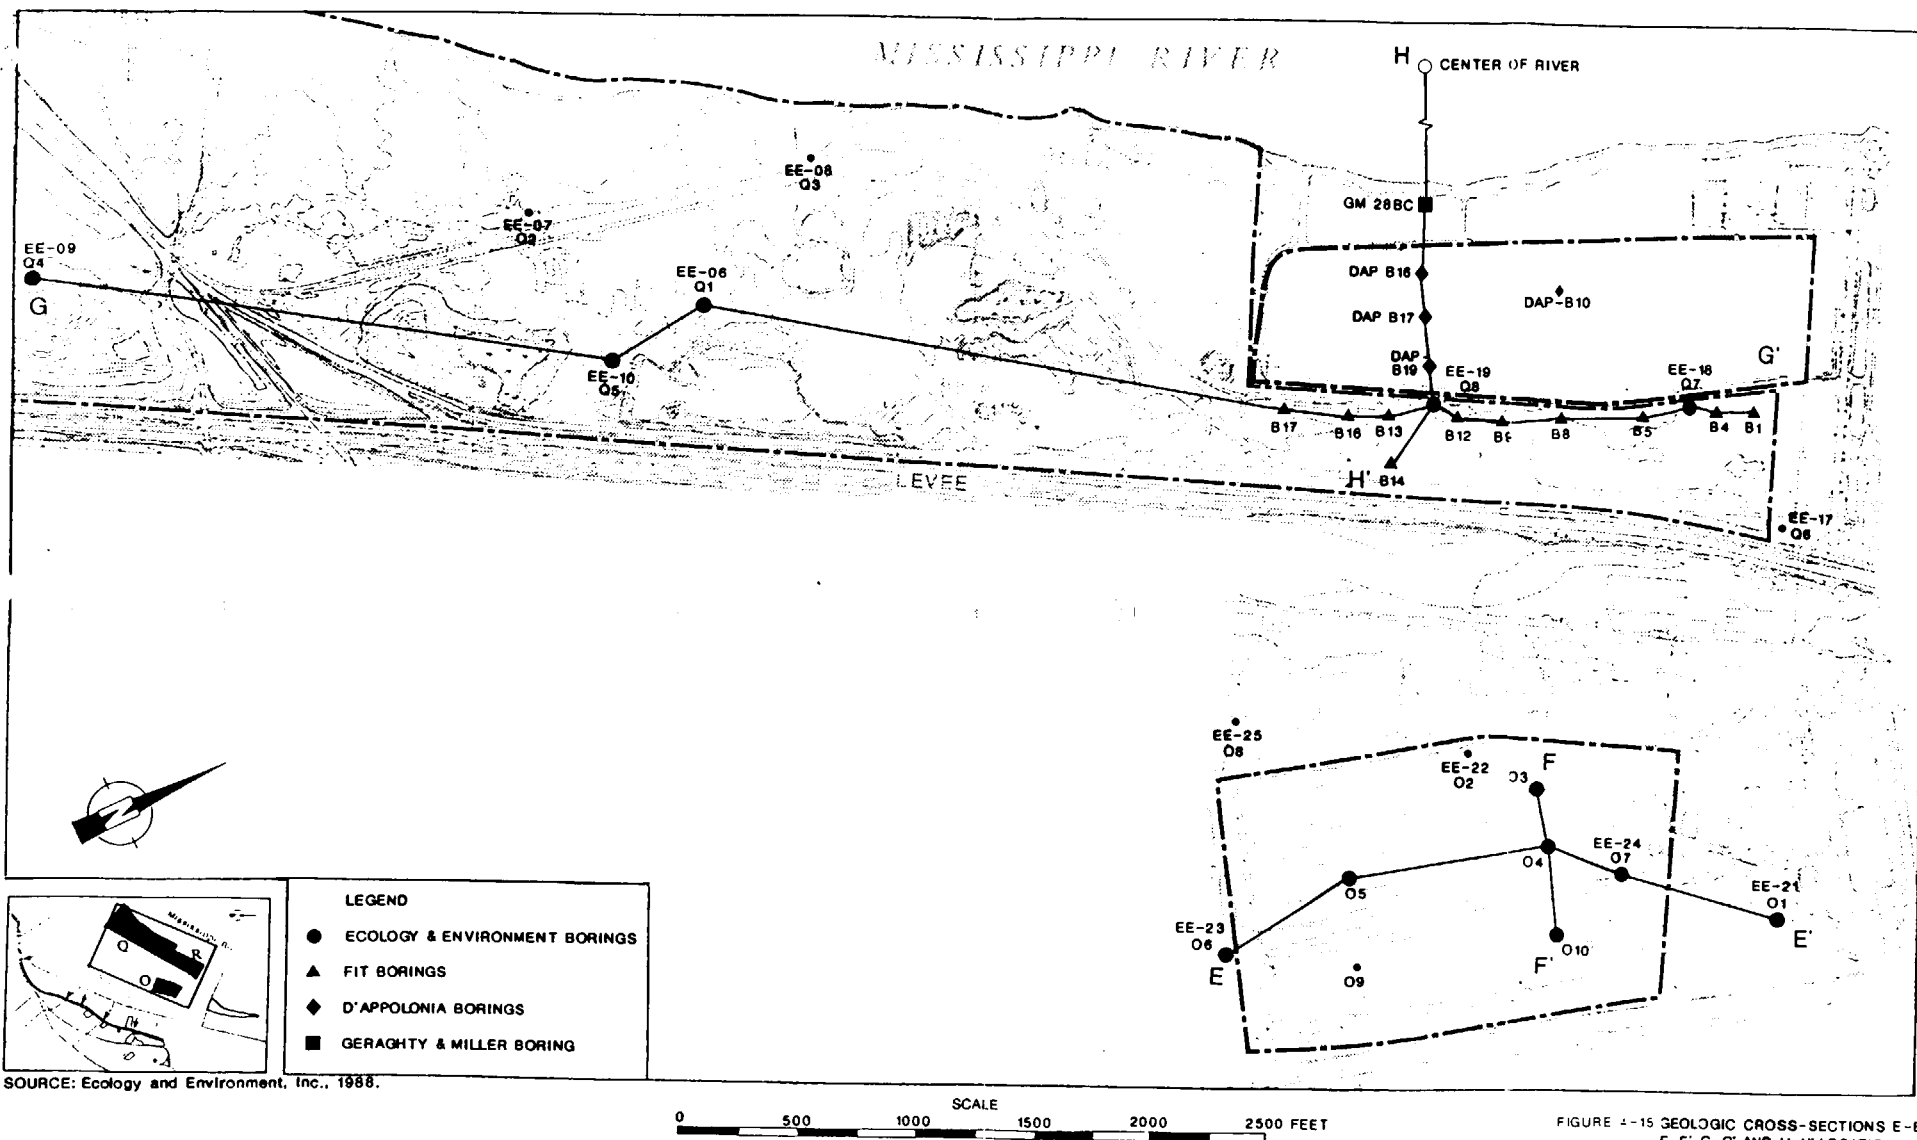 MISSISSIPPI RIVER
H
CENTER OF RIVER
GM 28BC
EE-08
Q3
EE-07
Q2
EE-09
Q4
G
EE-06
Q1
EE-10
Q5
DAP B16
DAP-B10
DAP B17
DAP
B19
EE-19
Q8
EE-18
Q7
G'
B17
B16
B13
B12
B8
B5
B4
B1
H'
B14
LEVEE
EE-17
Q6
EE-25
O8
EE-22
O2
F
O3
O4
EE-24
O7
O5
EE-21
O1
E'
EE-23
O6
E
O9
O10
F'
MISSISSIPPI R.
Q
R
O
LEGEND
ECOLOGY & ENVIRONMENT BORINGS
FIT BORINGS
D'APPOLONIA BORINGS
GERAGHTY & MILLER BORING
SOURCE: Ecology and Environment, Inc., 1988.
SCALE
0 500 1000 1500 2000 2500 FEET
GEOLOGIC CROSS-SECTIONS